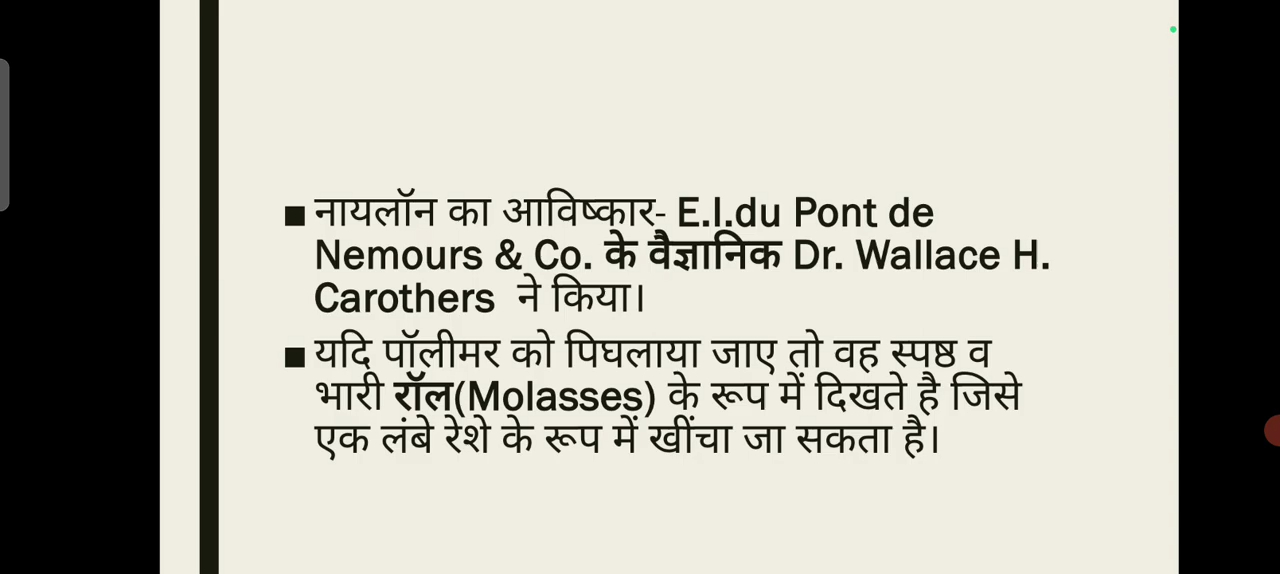 ■ नायलॉन का आविष्कार- E.I.du Pont de
Nemours & Co. के वैज्ञानिक Dr. Wallace H.
Carothers ने किया।
■ यदि पॉलीमर को पिघलाया जाए तो वह स्पष्ठ व
भारी रॉल(Molasses) के रूप में दिखते है जिसे
एक लंबे रेशे के रूप में खींचा जा सकता है।